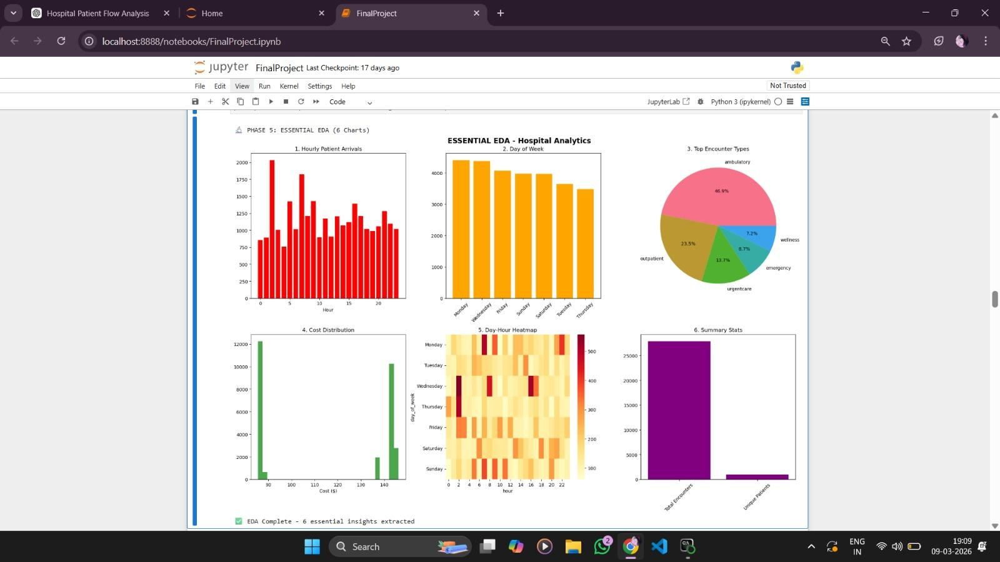 Hospital Patient Flow Analysis
Home
FinalProject
localhost:8888/notebooks/FinalProject.ipynb
jupyter FinalProject Last Checkpoint: 17 days ago
File Edit View Run Kernel Settings Help
Not Trusted
Code
JupyterLab
Python 3 (ipykernel)
PHASE 5: ESSENTIAL EDA (6 Charts)
ESSENTIAL EDA - Hospital Analytics
1. Hourly Patient Arrivals
2000
1750
1500
1250
1000
750
500
250
0
0 5 10 15 20
Hour
2. Day of Week
4000
3000
2000
1000
0
Monday Wednesday Friday Sunday Saturday Tuesday Thursday
3. Top Encounter Types
ambulatory
46.9%
outpatient
23.5%
urgentcare
13.7%
emergency
8.7%
wellness
7.2%
4. Cost Distribution
12000
10000
8000
6000
4000
2000
0
90 100 110 120 130 140
Cost ($)
5. Day-Hour Heatmap
day_of_week
Monday
Tuesday
Wednesday
Thursday
Friday
Saturday
Sunday
0 2 4 6 8 10 12 14 16 18 20 22
hour
500
400
300
200
100
6. Summary Stats
25000
20000
15000
10000
5000
0
Total Encounters
Unique Patients
EDA Complete - 6 essential insights extracted
Search
2
ENG
IN
19:09
09-03-2026